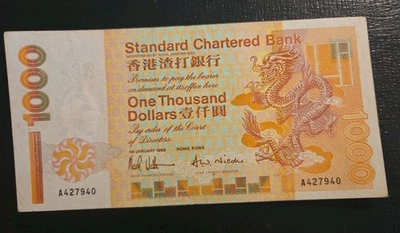 1000
Standard Chartered Bank
香港渣打銀行
Promises to pay the bearer
on demand at its office here
One Thousand
Dollars 壹仟圓
By order of the Court
of Directors
HONG KONG
A427940
A427940
1000